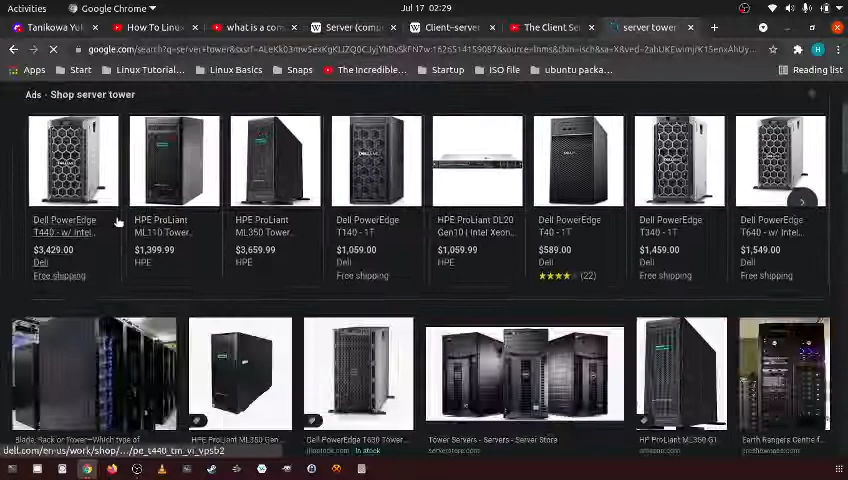 Activities
Google Chrome
Jul 17 02:29
Tanikowa Yu
How To Linux
what is a com
Server (comp
Client–server
The Client Se
server tower
Apps
Start
Linux Tutorial…
Linux Basics
Snaps
The Incredible…
Startup
ISO file
ubuntu packa…
Reading list
Ads - Shop server tower
Dell PowerEdge
T440 - w/ Intel…
$3,429.00
Dell
Free shipping
HPE ProLiant
ML110 Tower…
$1,399.99
HPE
HPE ProLiant
ML350 Tower…
$3,659.99
HPE
Dell PowerEdge
T140 - 1T
$1,059.00
Dell
Free shipping
HPE ProLiant DL20
Gen10 ( Intel Xeon…
$1,059.99
HPE
Dell PowerEdge
T40 - 1T
$589.00
Dell
(22)
Dell PowerEdge
T340 - 1T
$1,459.00
Dell
Free shipping
Dell PowerEdge
T640 - w/ Intel…
$1,549.00
Dell
Free shipping
Blade, Rack or Tower—Which type of
HPE ProLiant ML350 Gen…
Dell PowerEdge T630 Tower…
In stock
Tower Servers - Servers - Server Store
serverstore.com
HP ProLiant ML350 G1
amazon.com
Earth Rangers Centre f
dell.com/en-us/work/shop/.../pe_t440_tm_vi_vpsb2